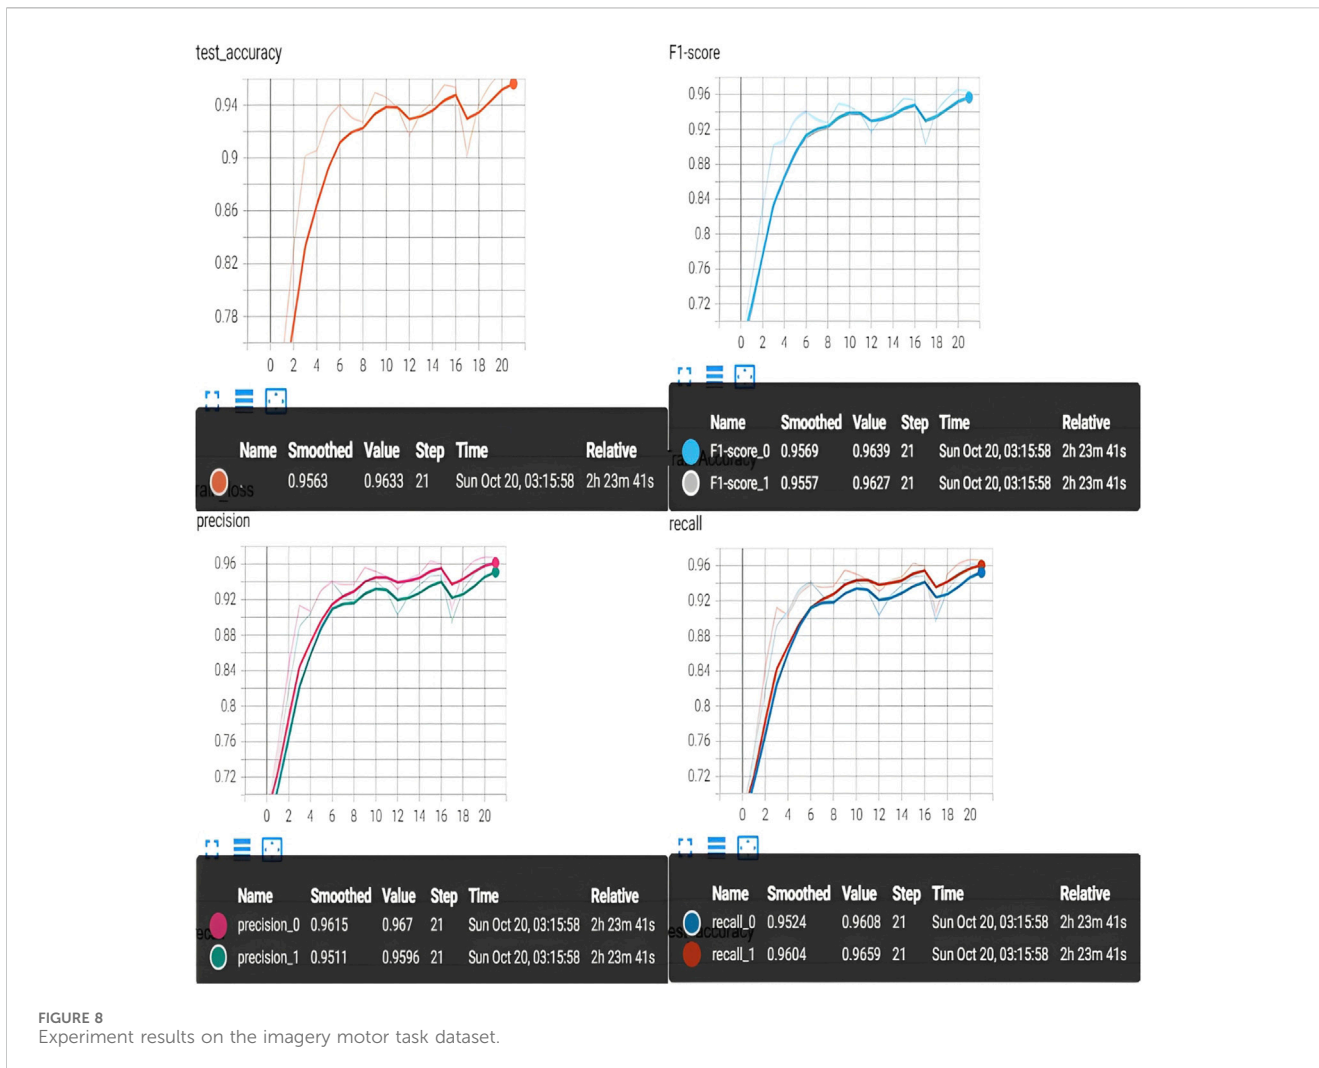 test_accuracy
0.94
0.9
0.86
0.82
0.78
0 2 4 6 8 10 12 14 16 18 20
Name Smoothed Value Step Time Relative
. 0.9563 0.9633 21 Sun Oct 20, 03:15:58 2h 23m 41s
F1-score
0.96
0.92
0.88
0.84
0.8
0.76
0.72
0 2 4 6 8 10 12 14 16 18 20
Name Smoothed Value Step Time Relative
F1-score_0 0.9569 0.9639 21 Sun Oct 20, 03:15:58 2h 23m 41s
F1-score_1 0.9557 0.9627 21 Sun Oct 20, 03:15:58 2h 23m 41s
precision
0.96
0.92
0.88
0.84
0.8
0.76
0.72
0 2 4 6 8 10 12 14 16 18 20
Name Smoothed Value Step Time Relative
precision_0 0.9615 0.967 21 Sun Oct 20, 03:15:58 2h 23m 41s
precision_1 0.9511 0.9596 21 Sun Oct 20, 03:15:58 2h 23m 41s
recall
0.96
0.92
0.88
0.84
0.8
0.76
0.72
0 2 4 6 8 10 12 14 16 18 20
Name Smoothed Value Step Time Relative
recall_0 0.9524 0.9608 21 Sun Oct 20, 03:15:58 2h 23m 41s
recall_1 0.9604 0.9659 21 Sun Oct 20, 03:15:58 2h 23m 41s
FIGURE 8
Experiment results on the imagery motor task dataset.